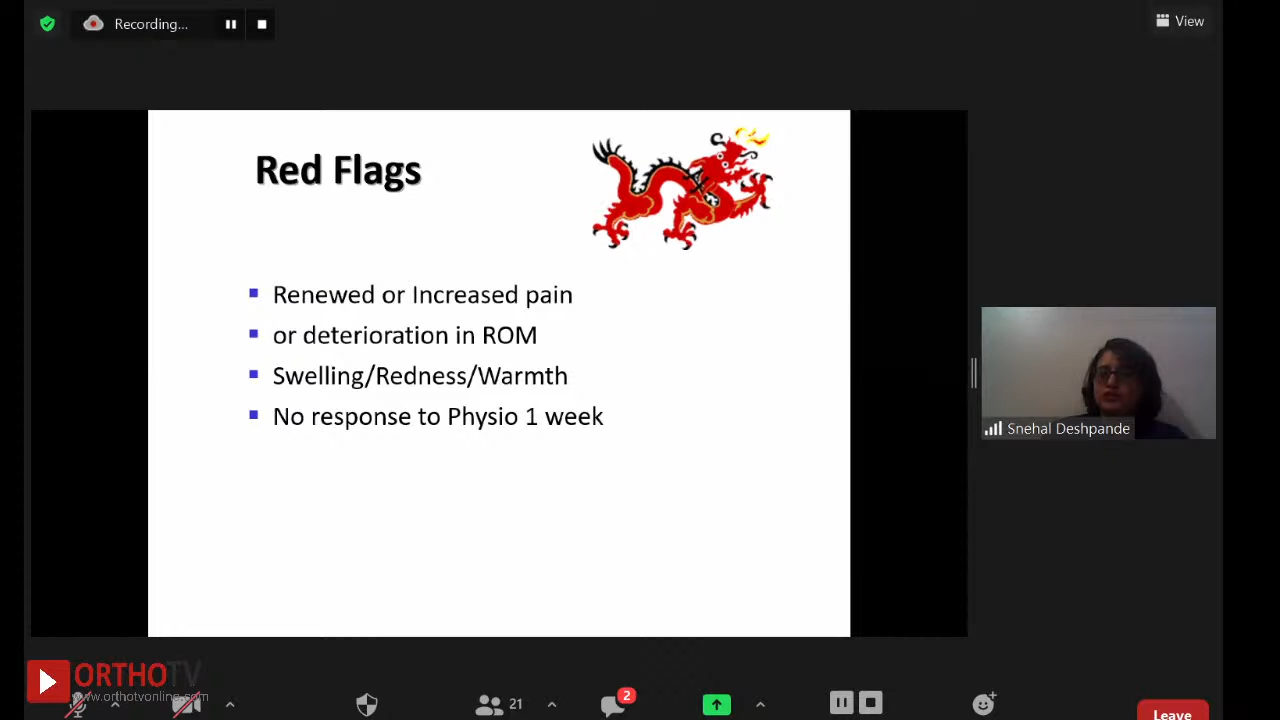 Recording...
View
Red Flags
Renewed or Increased pain
or deterioration in ROM
Swelling/Redness/Warmth
No response to Physio 1 week
Snehal Deshpande
ORTHOTV
www.orthotvonline.com
21
2
Leave